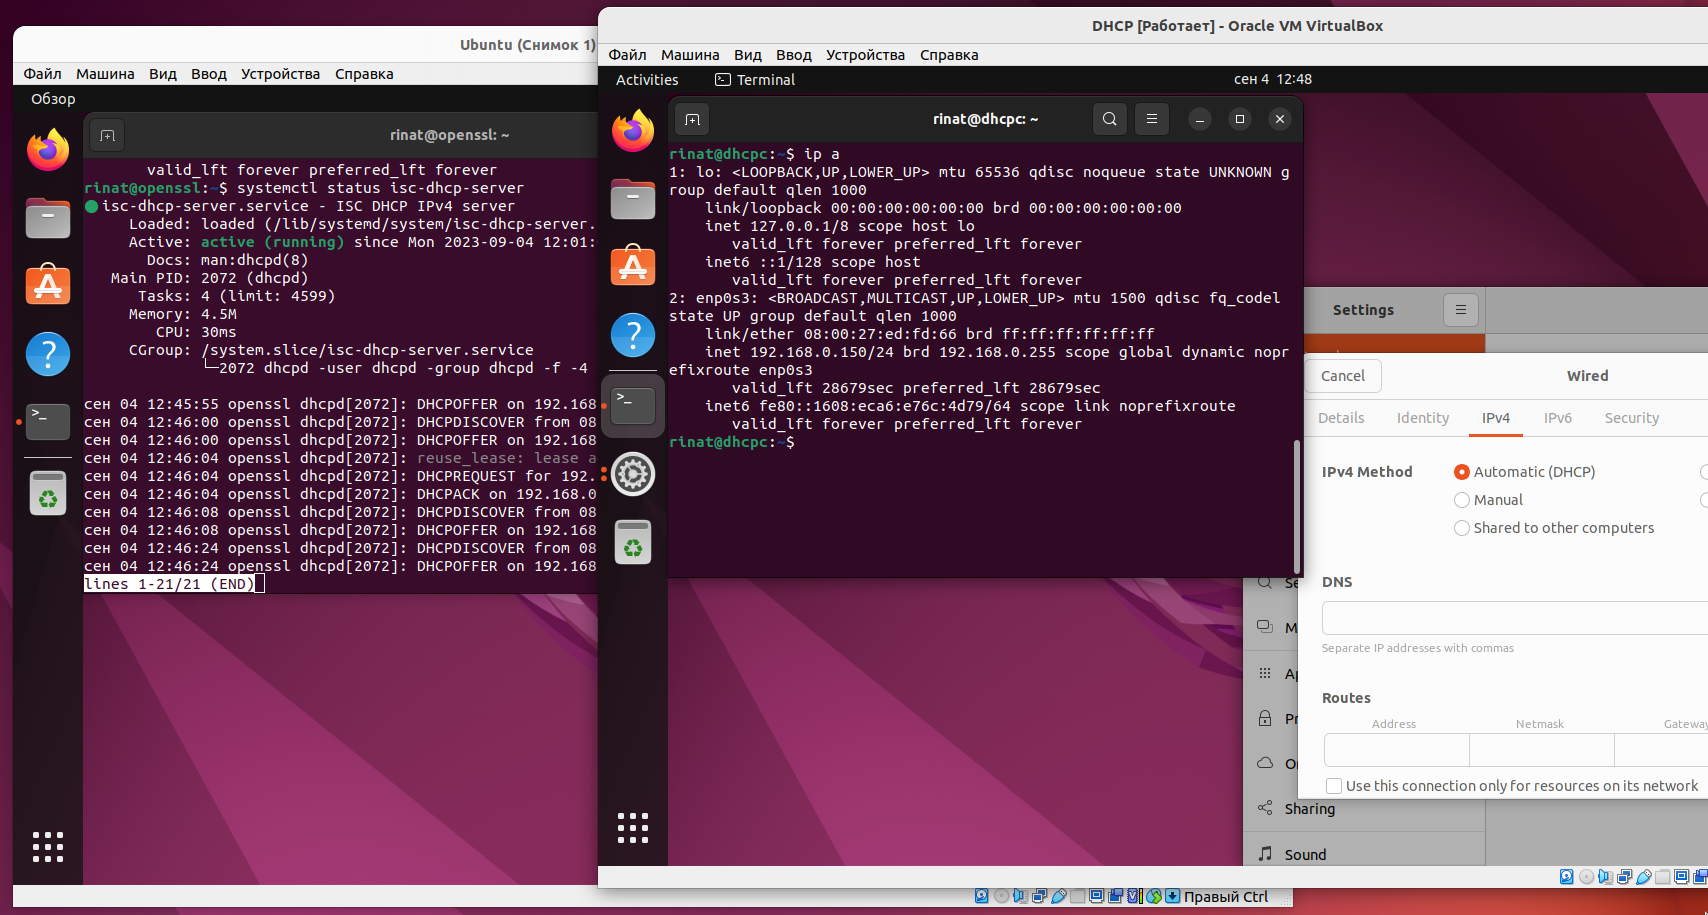 Ubuntu (Снимок 1)
Файл Машина Вид Ввод Устройства Справка
Обзор
rinat@openssl: ~
valid_lft forever preferred_lft forever
rinat@openssl:~$ systemctl status isc-dhcp-server
isc-dhcp-server.service - ISC DHCP IPv4 server
Loaded: loaded (/lib/systemd/system/isc-dhcp-server.
Active: active (running) since Mon 2023-09-04 12:01:
Docs: man:dhcpd(8)
Main PID: 2072 (dhcpd)
Tasks: 4 (limit: 4599)
Memory: 4.5M
CPU: 30ms
CGroup: /system.slice/isc-dhcp-server.service
└─2072 dhcpd -user dhcpd -group dhcpd -f -4
сен 04 12:45:55 openssl dhcpd[2072]: DHCPOFFER on 192.168
сен 04 12:46:00 openssl dhcpd[2072]: DHCPDISCOVER from 08
сен 04 12:46:00 openssl dhcpd[2072]: DHCPOFFER on 192.168
сен 04 12:46:04 openssl dhcpd[2072]: reuse_lease: lease a
сен 04 12:46:04 openssl dhcpd[2072]: DHCPREQUEST for 192.
сен 04 12:46:04 openssl dhcpd[2072]: DHCPACK on 192.168.0
сен 04 12:46:08 openssl dhcpd[2072]: DHCPDISCOVER from 08
сен 04 12:46:08 openssl dhcpd[2072]: DHCPOFFER on 192.168
сен 04 12:46:24 openssl dhcpd[2072]: DHCPDISCOVER from 08
сен 04 12:46:24 openssl dhcpd[2072]: DHCPOFFER on 192.168
lines 1-21/21 (END)
Правый Ctrl
DHCP [Работает] - Oracle VM VirtualBox
Файл Машина Вид Ввод Устройства Справка
Activities Terminal сен 4 12:48
rinat@dhcpc: ~
rinat@dhcpc:~$ ip a
1: lo: <LOOPBACK,UP,LOWER_UP> mtu 65536 qdisc noqueue state UNKNOWN g
roup default qlen 1000
link/loopback 00:00:00:00:00:00 brd 00:00:00:00:00:00
inet 127.0.0.1/8 scope host lo
valid_lft forever preferred_lft forever
inet6 ::1/128 scope host
valid_lft forever preferred_lft forever
2: enp0s3: <BROADCAST,MULTICAST,UP,LOWER_UP> mtu 1500 qdisc fq_codel
state UP group default qlen 1000
link/ether 08:00:27:ed:fd:66 brd ff:ff:ff:ff:ff:ff
inet 192.168.0.150/24 brd 192.168.0.255 scope global dynamic nopr
efixroute enp0s3
valid_lft 28679sec preferred_lft 28679sec
inet6 fe80::1608:eca6:e76c:4d79/64 scope link noprefixroute
valid_lft forever preferred_lft forever
rinat@dhcpc:~$
Settings
Se
M
Ap
Pr
O
Sharing
Sound
Cancel Wired
Details Identity IPv4 IPv6 Security
IPv4 Method Automatic (DHCP)
Manual
Shared to other computers
DNS
Separate IP addresses with commas
Routes
Address Netmask Gateway
Use this connection only for resources on its network